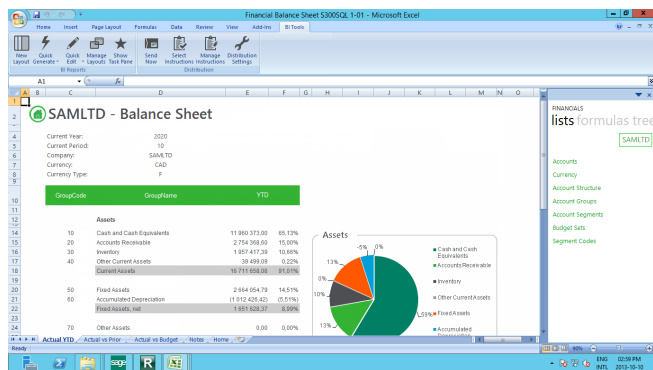 Financial Balance Sheet S300SQL 1-01 - Microsoft Excel
Home Insert Page Layout Formulas Data Review View Add-Ins BI Tools
New Layout
Quick Generate
Quick Edit
Manage Layouts
Show Task Pane
Send Now
Select Instructions
Manage Instructions
Distribution Settings
BI Reports
Distribution
A1
fx
A B C D E F G H I J K L M N O
SAMLTD - Balance Sheet
Current Year: 2020
Current Period: 10
Company: SAMLTD
Currency: CAD
Currency Type: F
GroupCode GroupName YTD
Assets
10 Cash and Cash Equivalents 11 960 373,00 65,13%
20 Accounts Receivable 2 754 368,00 15,00%
30 Inventory 1 957 417,39 10,66%
40 Other Current Assets 39 499,09 0,22%
Current Assets 16 711 658,08 91,01%
50 Fixed Assets 2 664 054,79 14,51%
60 Accumulated Depreciation (1 012 426,42) (5,51%)
Fixed Assets, net 1 651 628,37 8,99%
70 Other Assets 0,00 0,00%
Assets
-5% 0%
13%
0%
10%
13%
59%
Cash and Cash Equivalents
Accounts Receivable
Inventory
Other Current Assets
Fixed Assets
Accumulated
FINANCIALS
lists formulas tree
SAMLTD
Accounts
Currency
Account Structure
Account Groups
Account Segments
Budget Sets
Segment Codes
Actual YTD Actual vs Prior Actual vs Budget Notes Home
Ready
60%
ENG 02:59 PM
INTL 2013-10-10